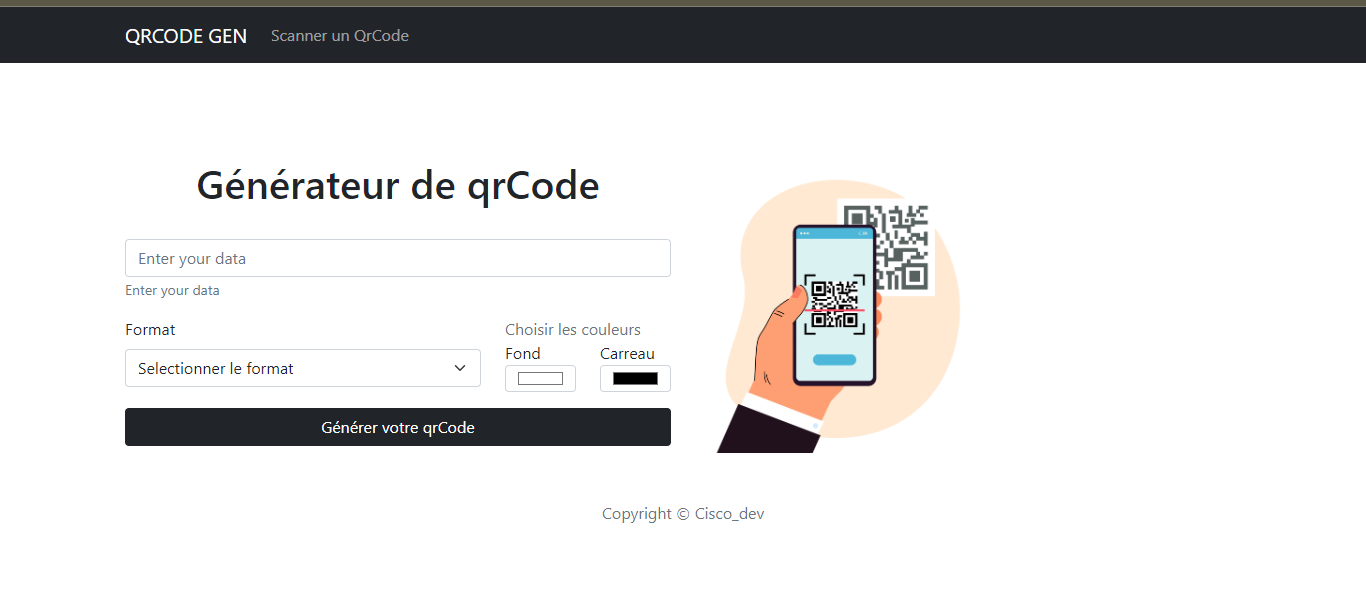 QRCODE GEN Scanner un QrCode
Générateur de qrCode
Enter your data
Enter your data
Format
Selectionner le format
Choisir les couleurs
Fond Carreau
Générer votre qrCode
Copyright © Cisco_dev